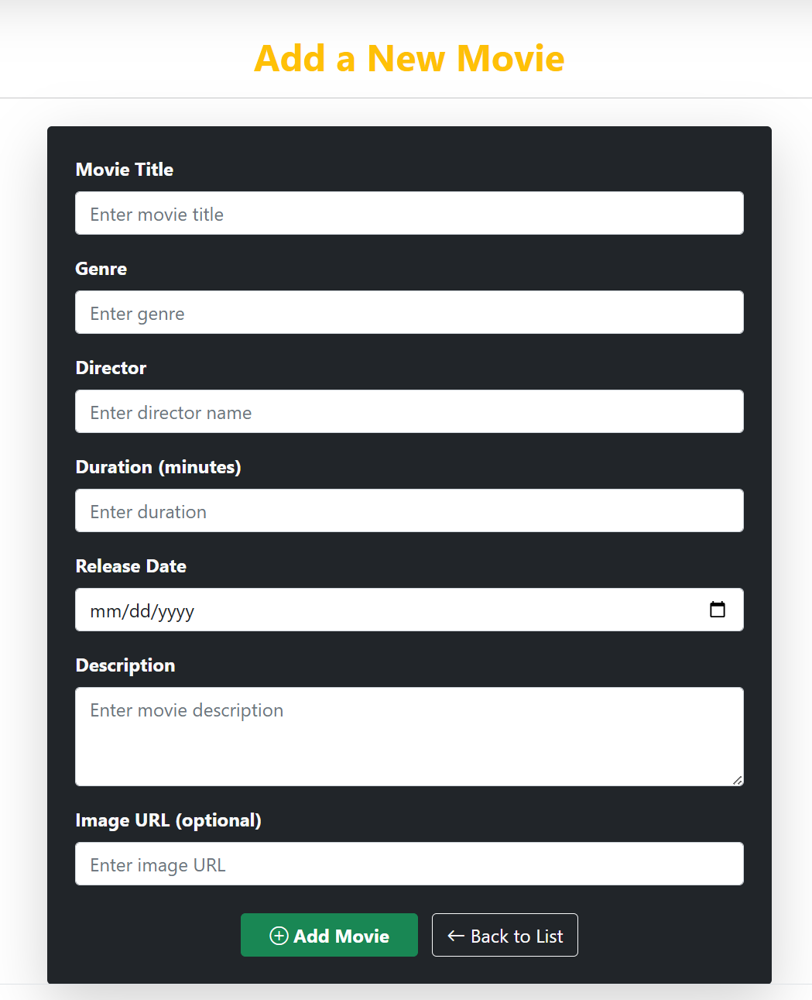 Add a New Movie
Movie Title
Enter movie title
Genre
Enter genre
Director
Enter director name
Duration (minutes)
Enter duration
Release Date
mm/dd/yyyy
Description
Enter movie description
Image URL (optional)
Enter image URL
Add Movie
Back to List